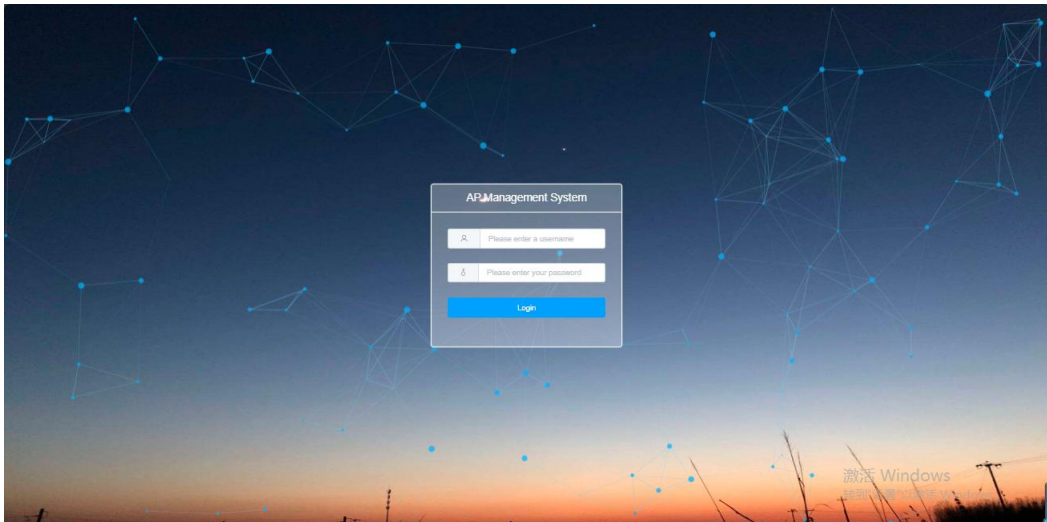 AP Management System
Please enter a username
Please enter your password
Login
激活 Windows